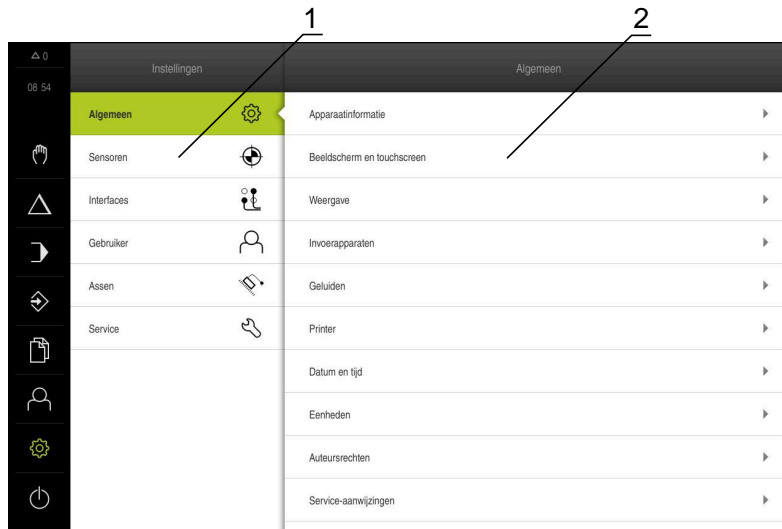 1
2
0
Instellingen
Algemeen
08 54
Algemeen
Sensoren
Interfaces
Gebruiker
Assen
Service
Apparaatinformatie
Beeldscherm en touchscreen
Weergave
Invoerapparaten
Geluiden
Printer
Datum en tijd
Eenheden
Auteursrechten
Service-aanwijzingen